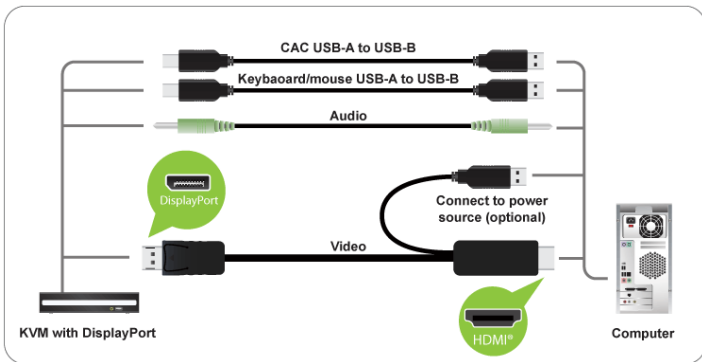 CAC USB-A to USB-B
Keybaoard/mouse USB-A to USB-B
Audio
DisplayPort
Connect to power
source (optional)
Video
HDMI®
KVM with DisplayPort
Computer